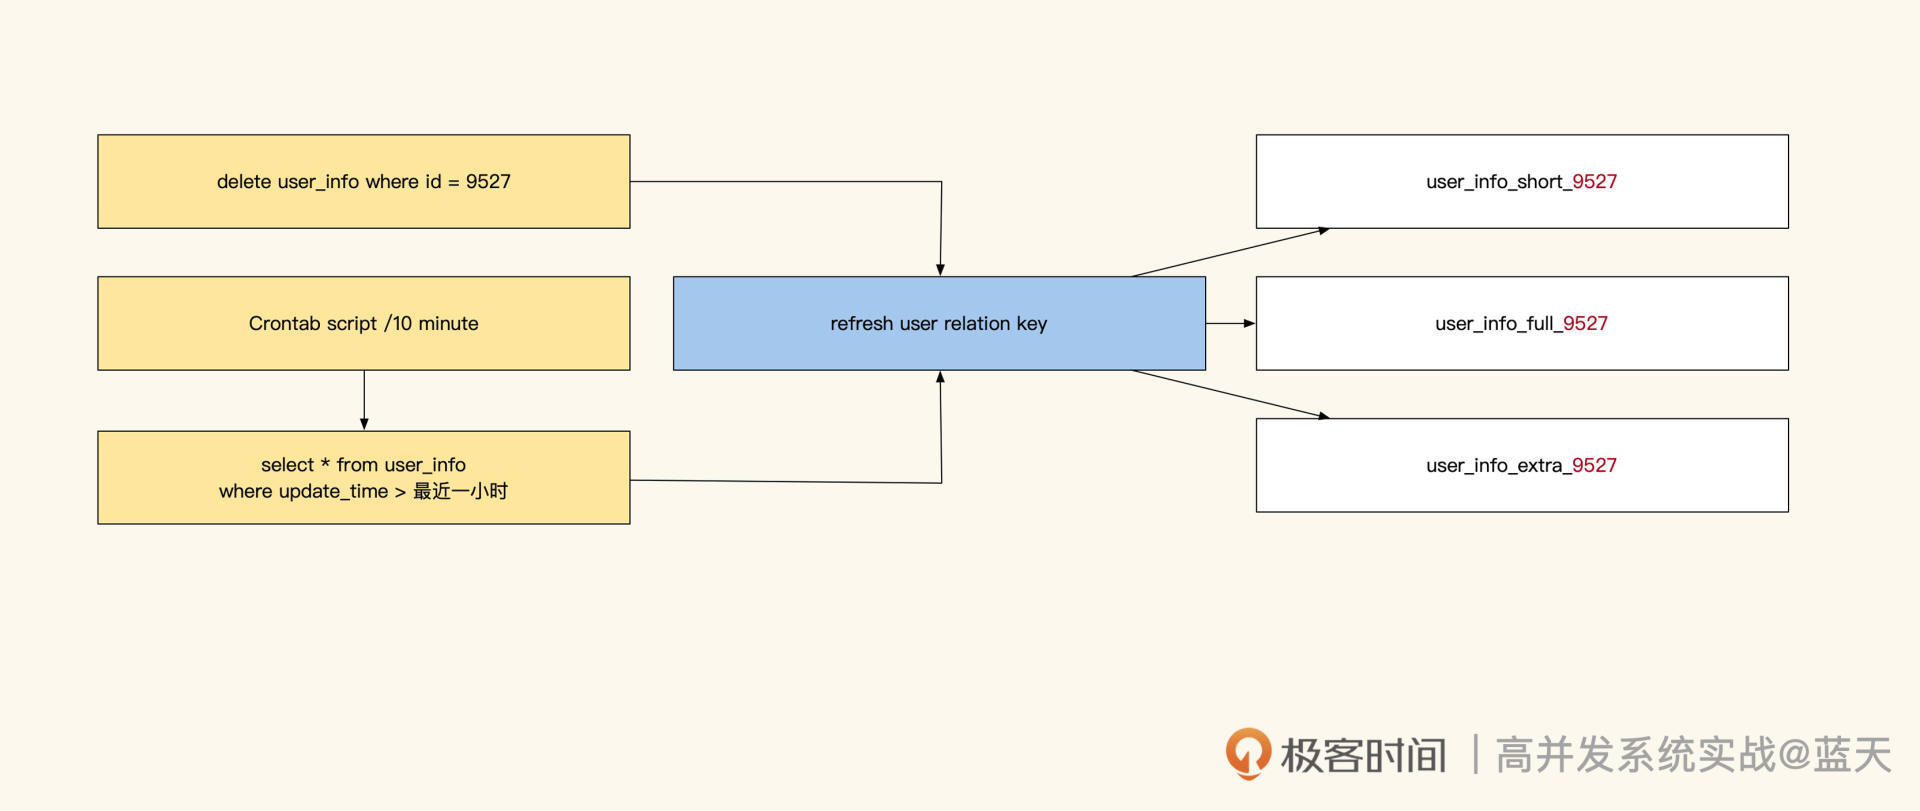 delete user_info where id = 9527
Crontab script /10 minute
select * from user_info
where update_time > 最近一小时
refresh user relation key
user_info_short_9527
user_info_full_9527
user_info_extra_9527
极客时间 | 高并发系统实战@蓝天